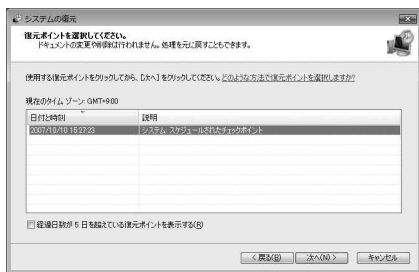 システムの復元
復元ポイントを選択してください。
ドキュメントの変更や削除は行われません。処理を元に戻すこともできます。
使用する復元ポイントをクリックしてから、[次へ] をクリックしてください。どのような方法で復元ポイントを選択しますか?
現在のタイム ゾーン: GMT+9:00
日付と時刻 説明
2007/10/10 15:27:23 システム: スケジュールされたチェックポイント
経過日数が 5 日を超えている復元ポイントを表示する(R)
< 戻る(B) 次へ(N) > キャンセル